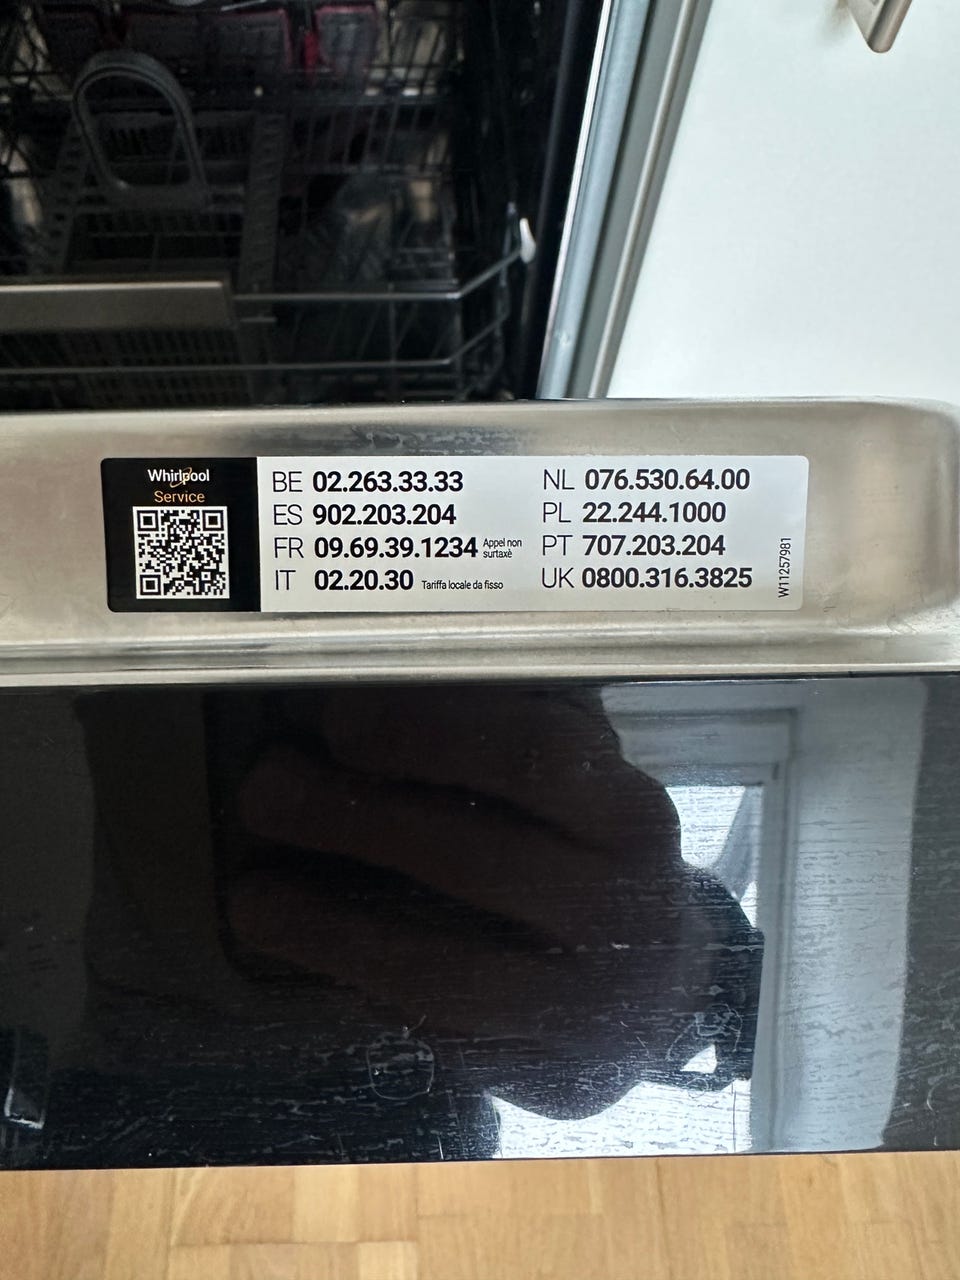 Whirlpool
Service
BE 02.263.33.33
ES 902.203.204
FR 09.69.39.1234 Appel non
surtaxè
IT 02.20.30 Tariffa locale da fisso
NL 076.530.64.00
PL 22.244.1000
PT 707.203.204
UK 0800.316.3825
W11257981